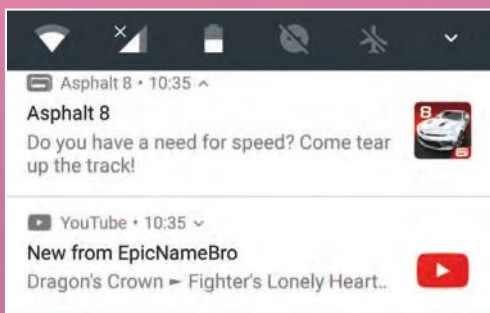 Asphalt 8 • 10:35
Asphalt 8
Do you have a need for speed? Come tear
up the track!
8
YouTube • 10:35
New from EpicNameBro
Dragon's Crown ► Fighter's Lonely Heart..